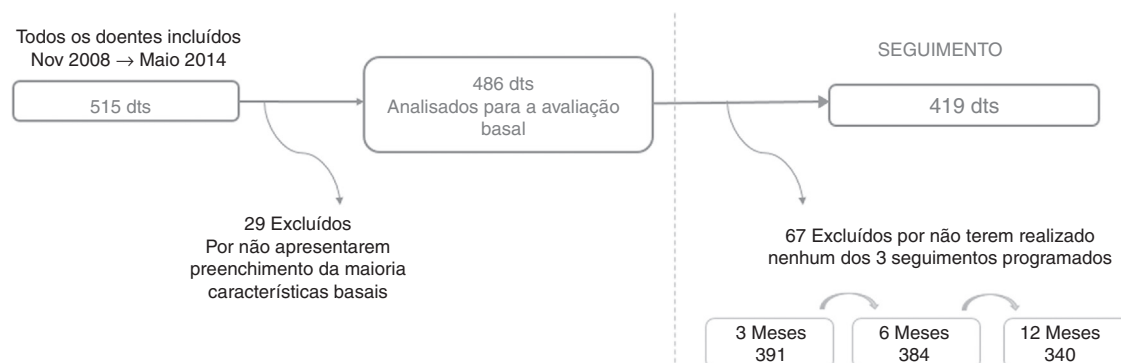 Todos os doentes incluídos
Nov 2008 → Maio 2014
515 dts
486 dts
Analisados para a avaliação
basal
SEGUIMENTO
419 dts
29 Excluídos
Por não apresentarem
preenchimento da maioria
características basais
67 Excluídos por não terem realizado
nenhum dos 3 seguimentos programados
3 Meses
391
6 Meses
384
12 Meses
340